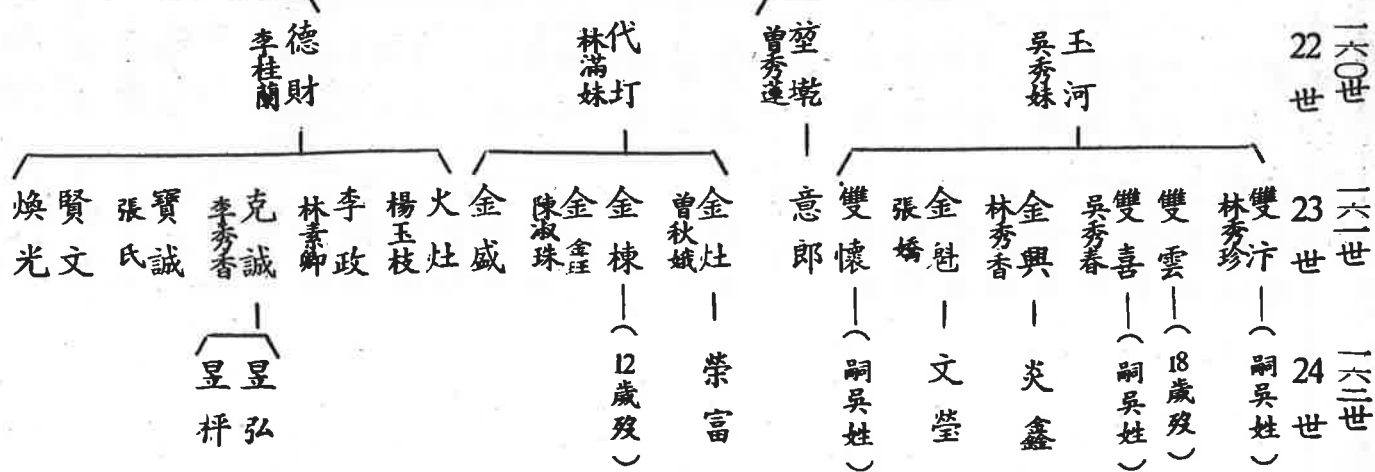 一六〇世
22世
玉河
吳秀妹
堃
曾秀蓮
代圢
林滿妹
德財
李桂蘭
一六一世
23世
雙汴
林秀珍
雙雲
雙喜
吳秀春
金興
林秀香
金魁
張嬌
雙懷
意郎
金灶
曾秋娥
金棟
金
陳淑珠
金盛
火灶
楊玉枝
李政
林素卿
克誠
李秀香
寶誠
張氏
賢文
煥光
一六二世
24世
（嗣吳姓）
（18歲歿）
（嗣吳姓）
炎鑫
文瑩
（嗣吳姓）
榮富
（12歲歿）
昱弘
昱枰